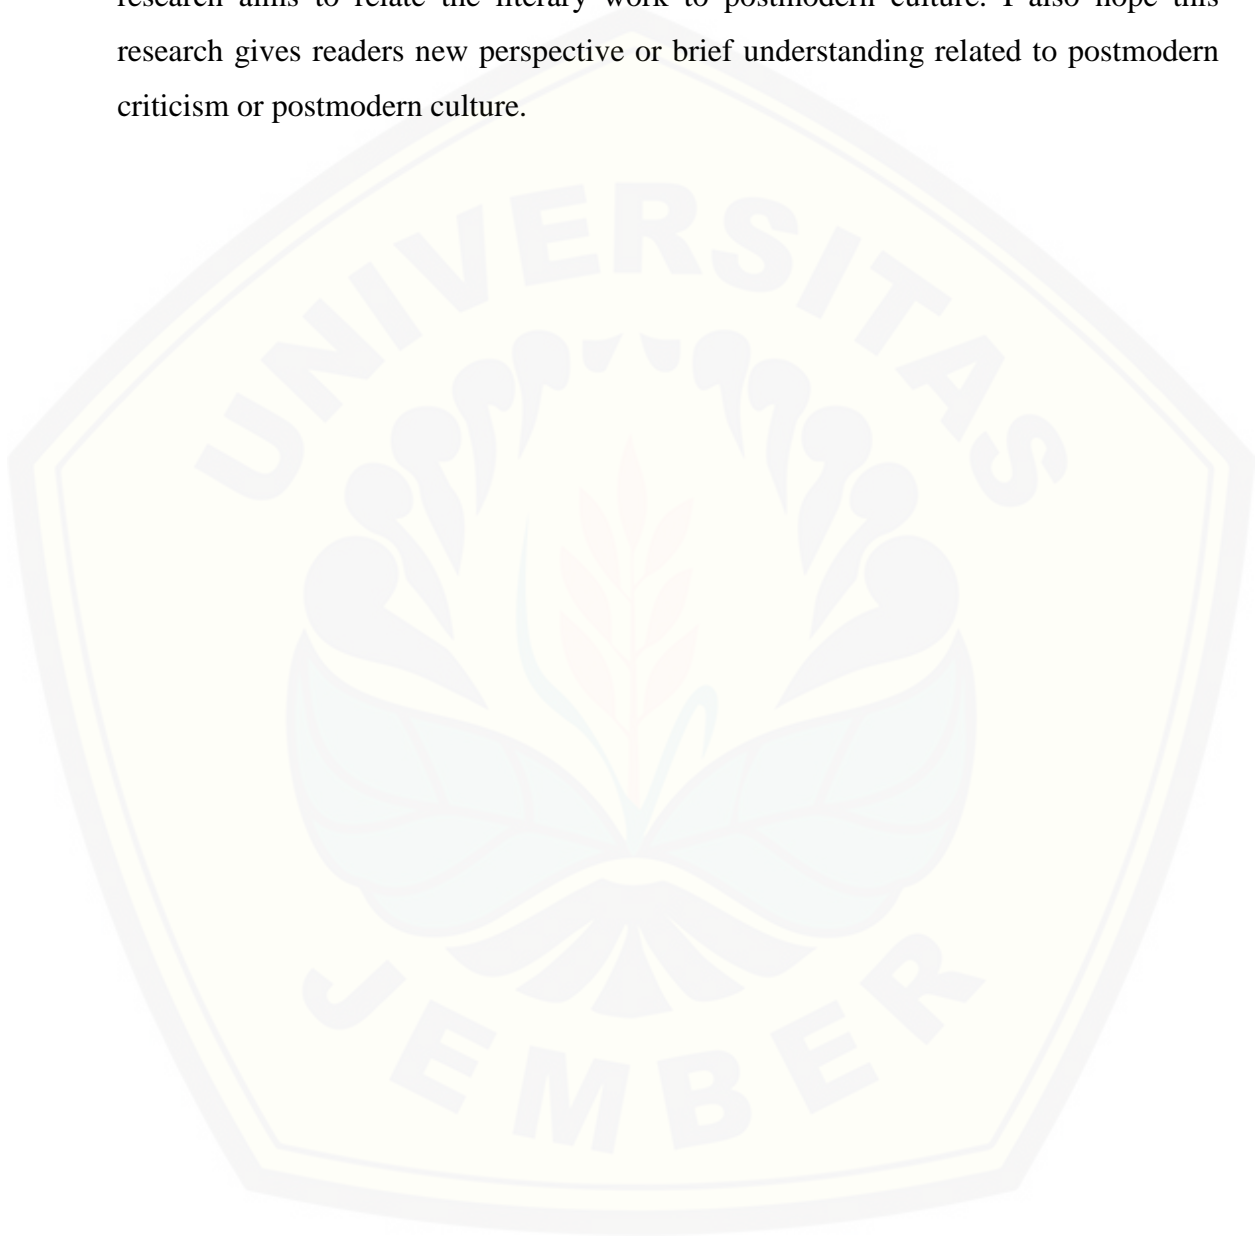 research aims to relate the literary work to postmodern culture. I also hope this
research gives readers new perspective or brief understanding related to postmodern
criticism or postmodern culture.
UNIVERSITAS
JEMBER